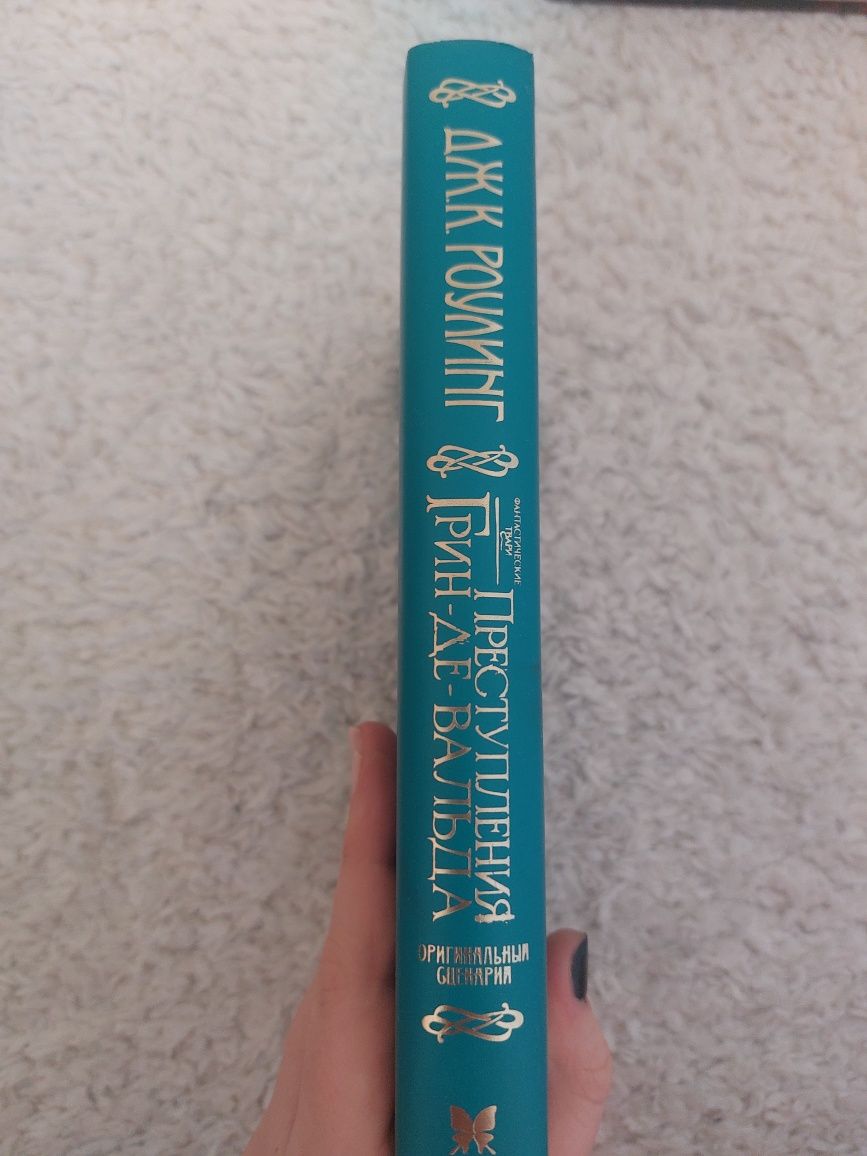 ДЖ.К. РОУЛИНГ
ФАНТАСТИЧЕСКИЕ
ТВАРИ
ПРЕСТУПЛЕНИЯ
ГРИН-ДЕ-ВАЛЬДА
ОРИГИНАЛЬНЫЙ
СЦЕНАРИЙ